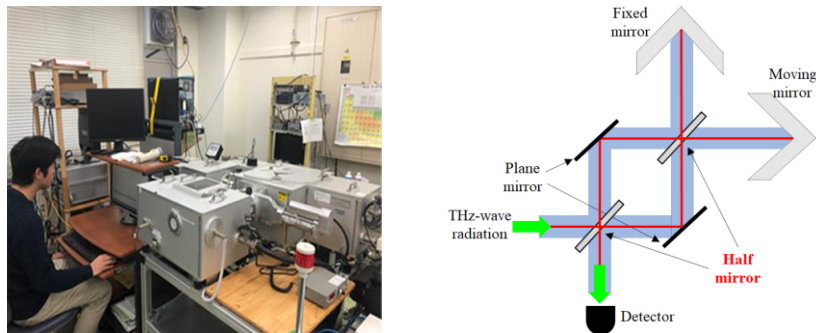 Fixed
mirror
Moving
mirror
Plane
mirror
THz-wave
radiation
Half
mirror
Detector